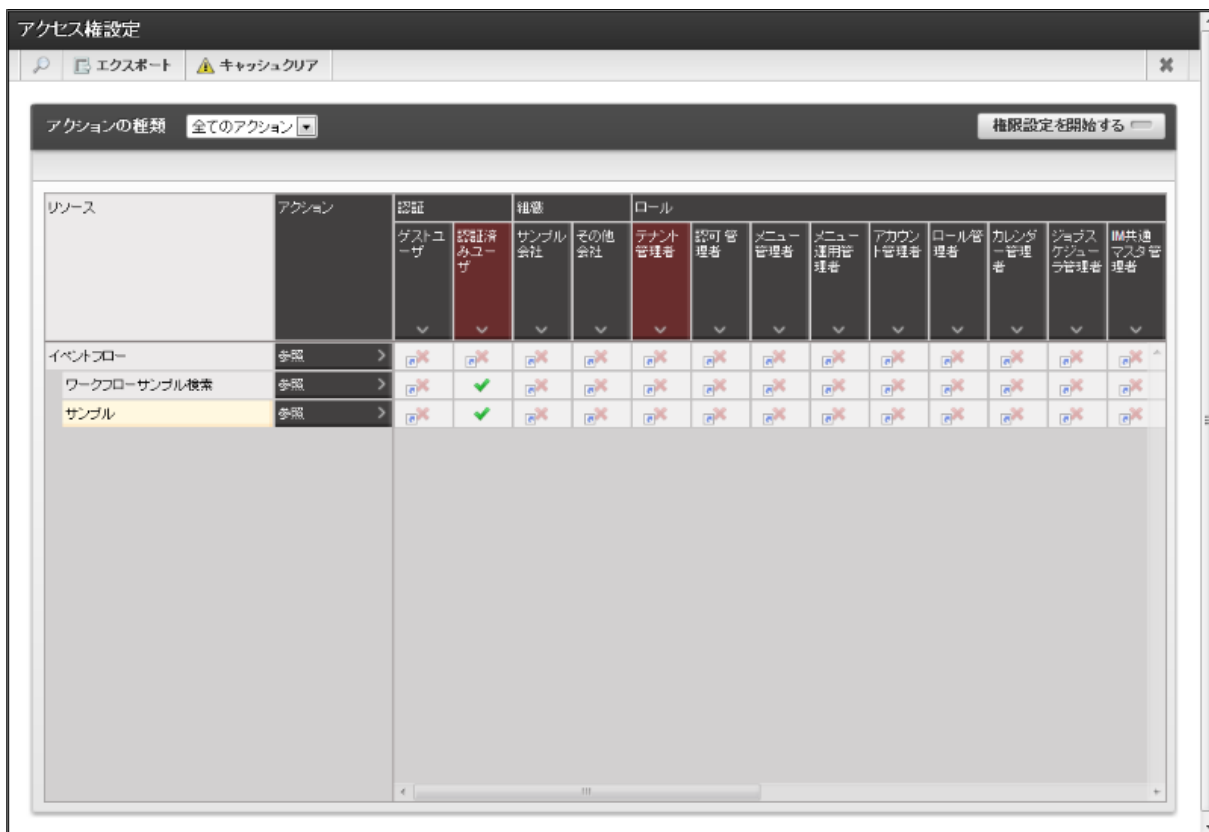 アクセス権設定
エクスポート キャッシュクリア
アクションの種類 全てのアクション 権限設定を開始する
リソース アクション 認証 組織 ロール
ゲストユーザ
認証済みユーザ
サンプル会社
その他会社
テナント管理者
認可管理者
メニュー管理者
メニュー運用管理者
アカウント管理者
ロール管理者
カレンダー管理者
ジョブスケジューラ管理者
IM共通マスタ管理者
イベントフロー 参照
ワークフローサンプル検索 参照
サンプル 参照